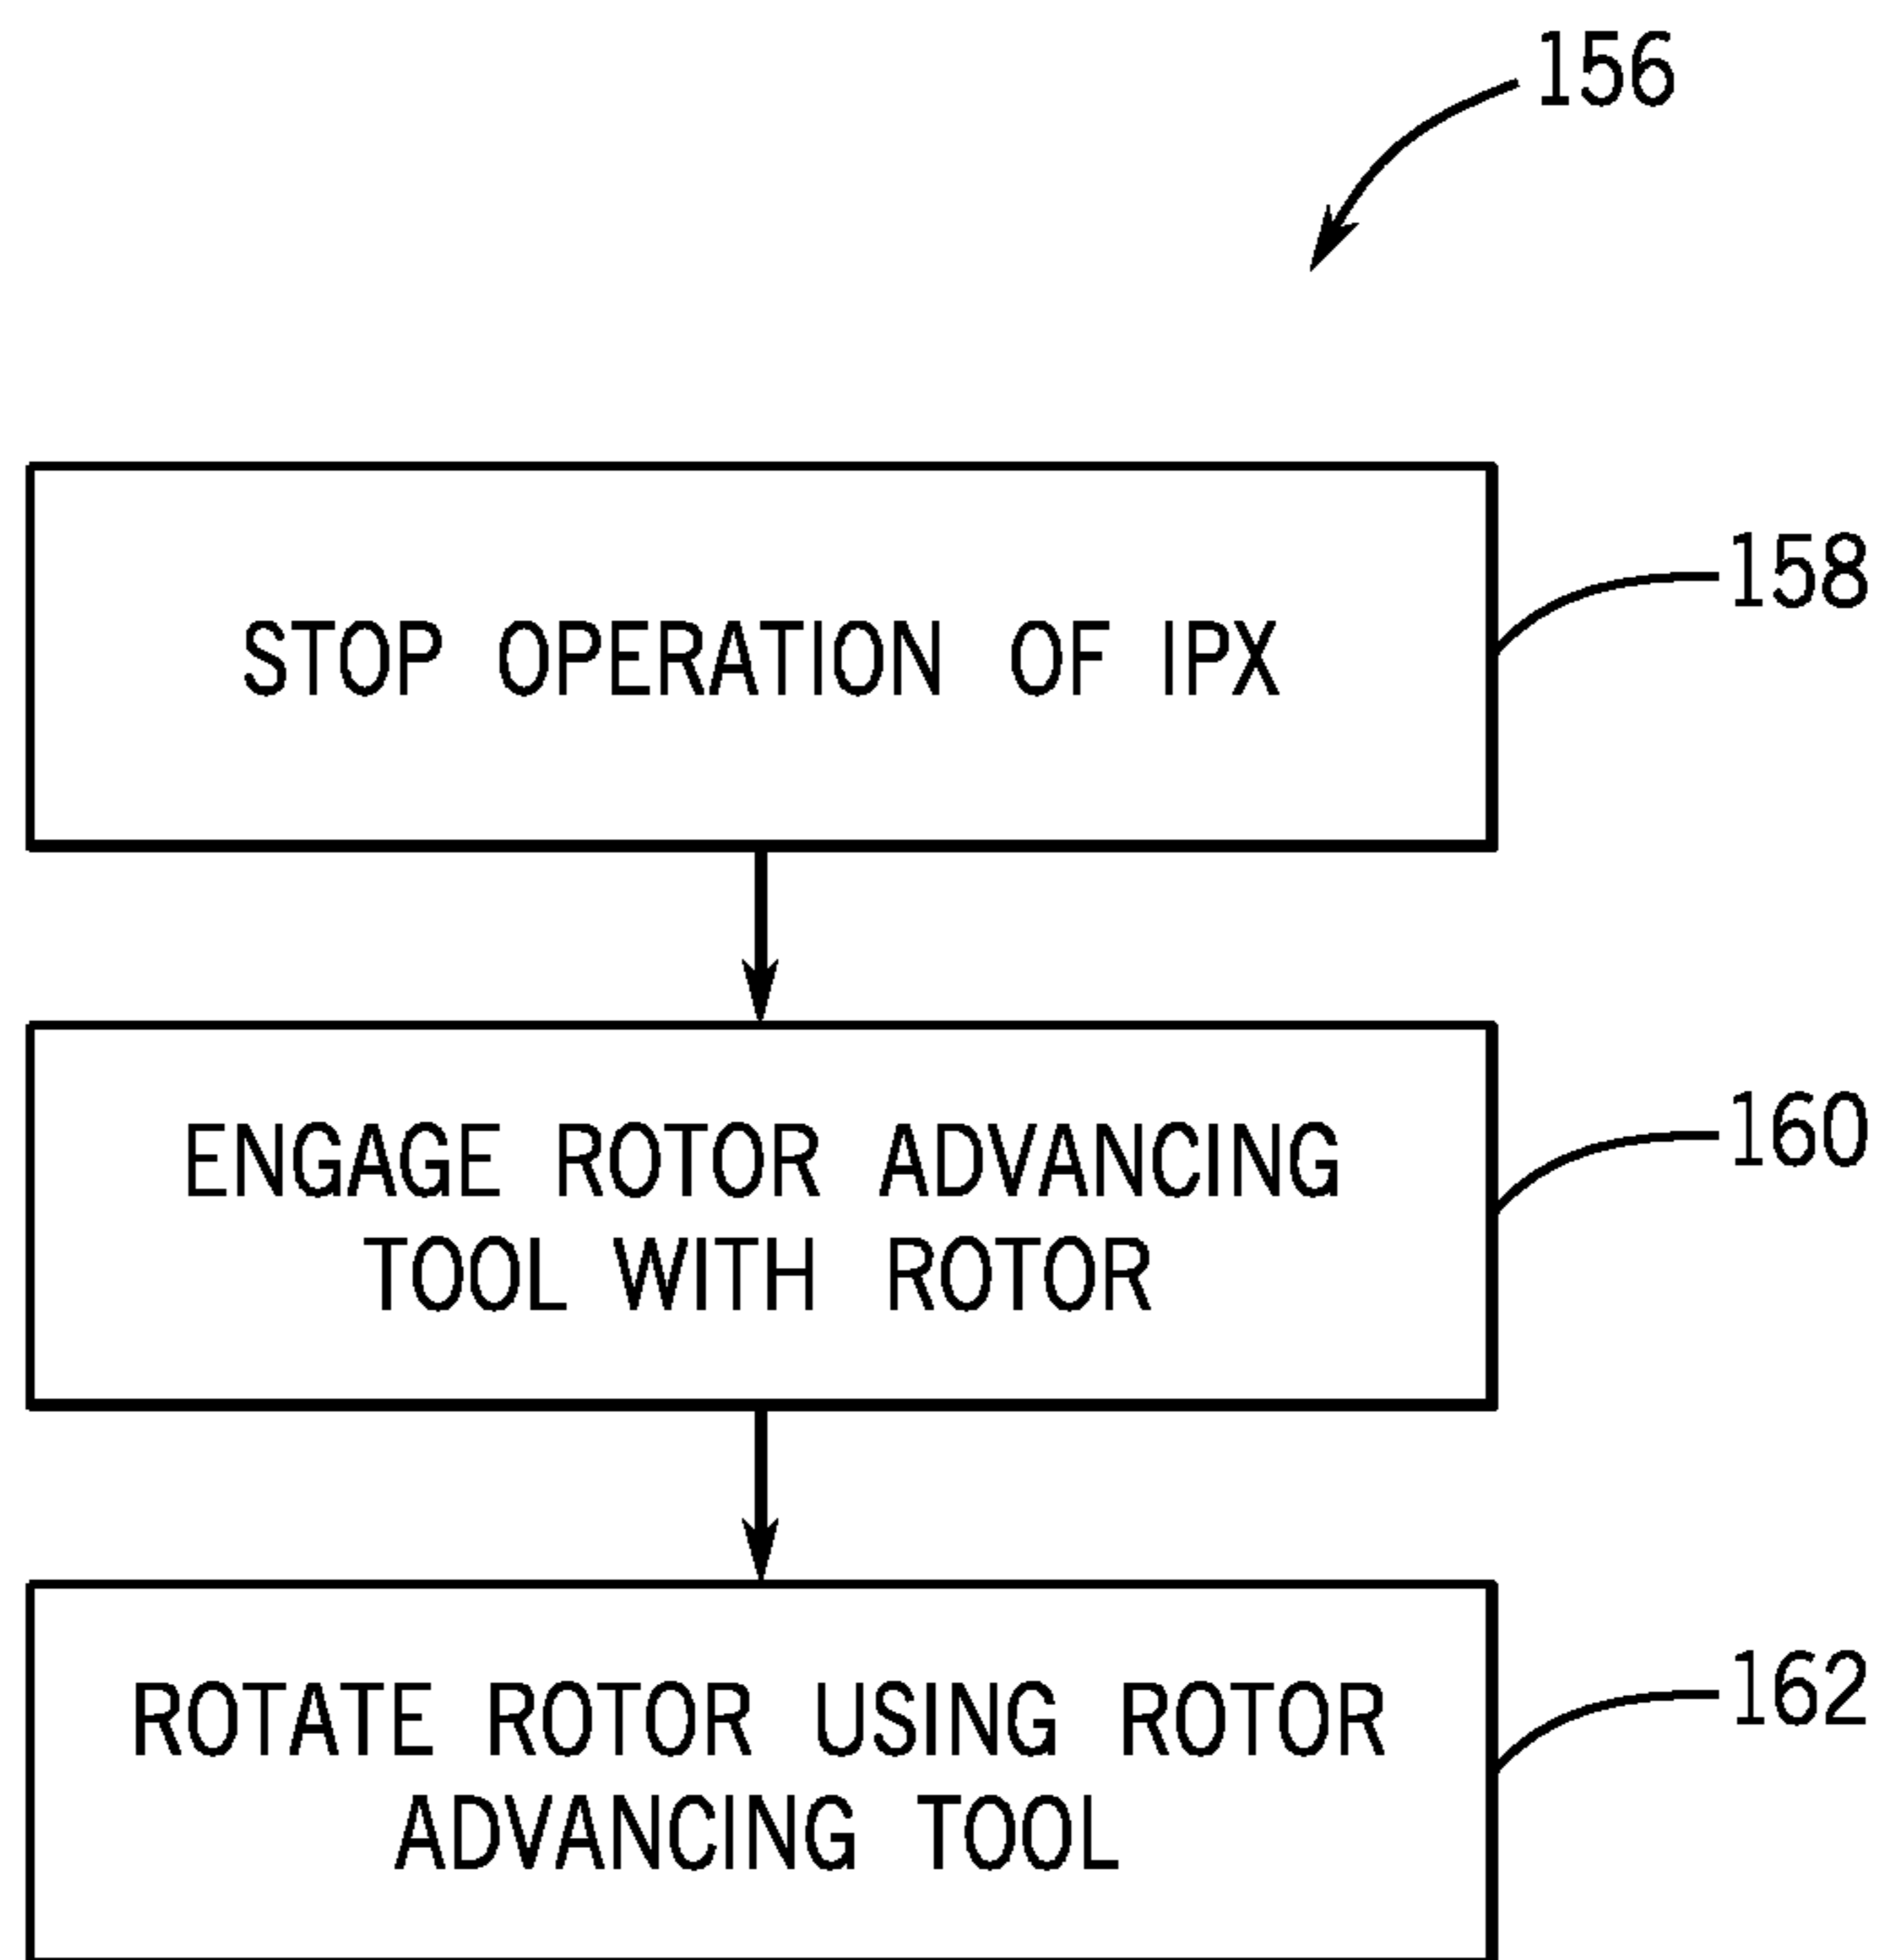 156
STOP OPERATION OF IPX
158
ENGAGE ROTOR ADVANCING
TOOL WITH ROTOR
160
ROTATE ROTOR USING ROTOR
ADVANCING TOOL
162